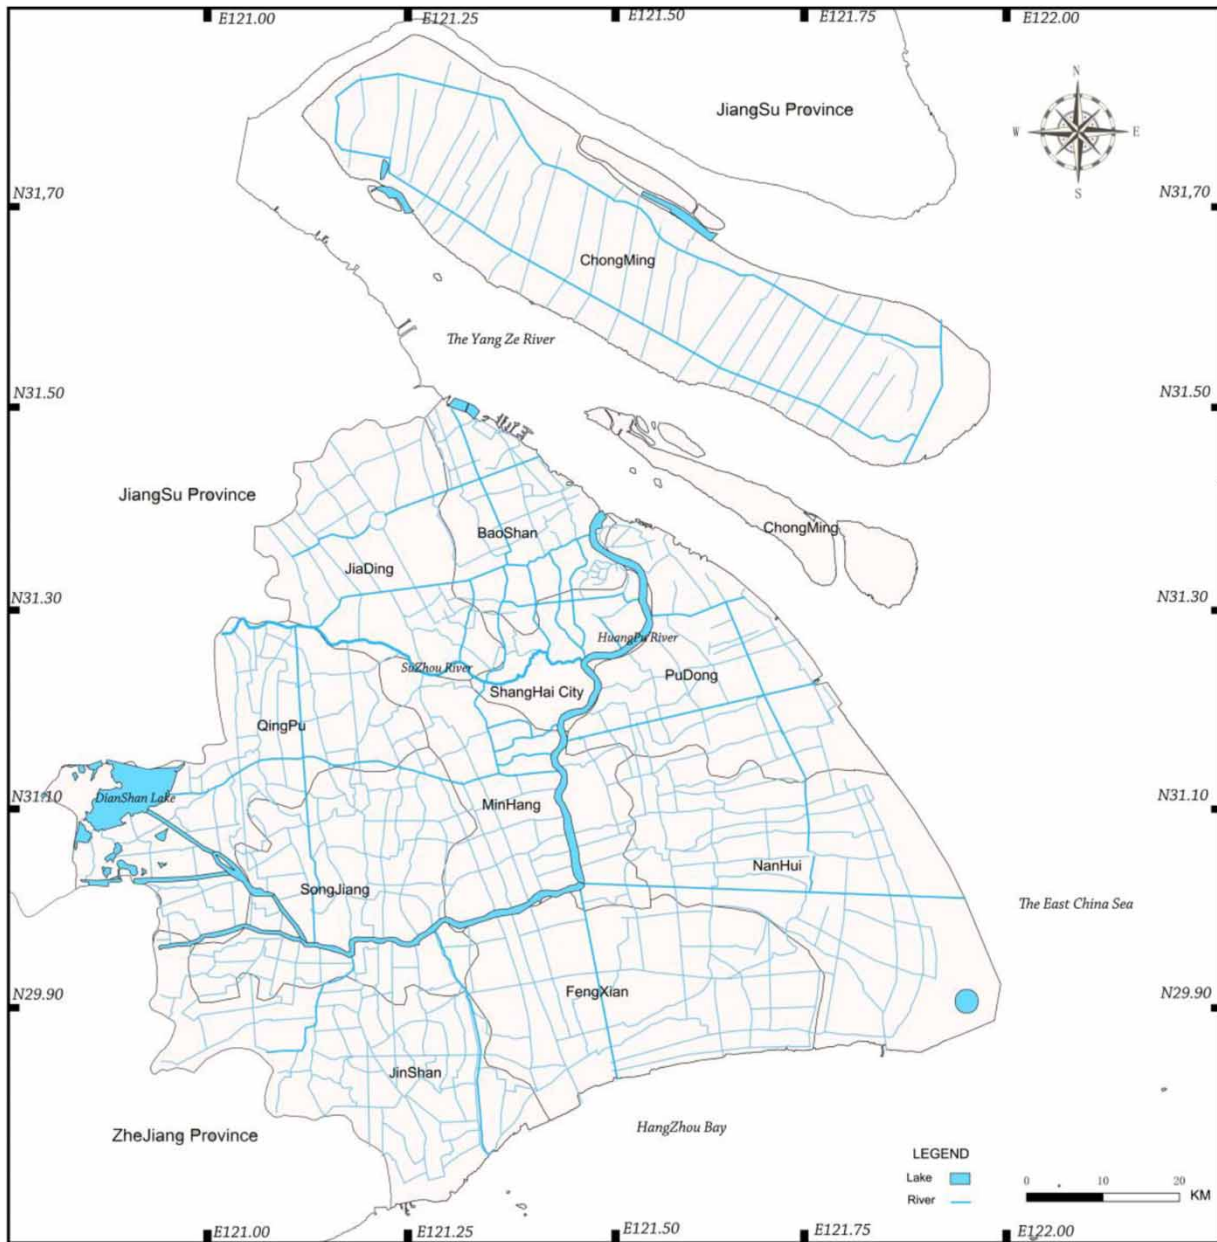 E121.00
E121.25
E121.50
E121.75
E122.00
JiangSu Province
N
W
E
S
N31,70
N31,70
ChongMing
The Yang Ze River
N31.50
N31.50
JiangSu Province
ChongMing
BaoShan
JiaDing
N31.30
N31.30
HuangPu River
SuZhou River
PuDong
ShangHai City
QingPu
DianShan Lake
N31.10
N31.10
MinHang
NanHui
SongJiang
The East China Sea
FengXian
N29.90
N29.90
JinShan
HangZhou Bay
ZheJiang Province
LEGEND
Lake
River
0
10
20
KM
E121.00
E121.25
E121.50
E121.75
E122.00